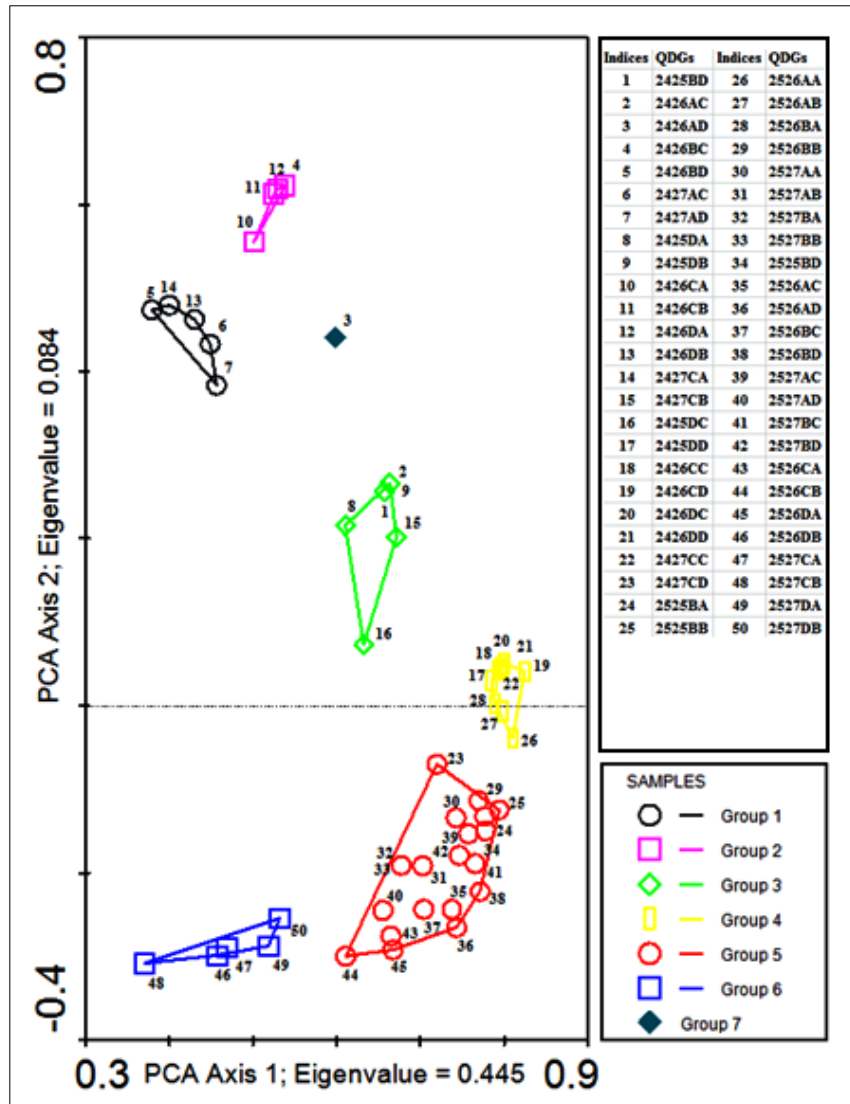 0.8
PCA Axis 2; Eigenvalue = 0.084
-0.4
0.3 PCA Axis 1; Eigenvalue = 0.445 0.9
12 4
11
10
5 14
13
6
7
3
2
9
8
1
15
16
20 21
18
19
17
22
28
27
26
23
29
25
30
24
39
42
34
32
33
31
41
38
40
35
37
43
36
44
45
50
48
46
47
49
Indices QDGs Indices QDGs
1 2425BD 26 2526AA
2 2426AC 27 2526AB
3 2426AD 28 2526BA
4 2426BC 29 2526BB
5 2426BD 30 2527AA
6 2427AC 31 2527AB
7 2427AD 32 2527BA
8 2425DA 33 2527BB
9 2425DB 34 2525BD
10 2426CA 35 2526AC
11 2426CB 36 2526AD
12 2426DA 37 2526BC
13 2426DB 38 2526BD
14 2427CA 39 2527AC
15 2427CB 40 2527AD
16 2425DC 41 2527BC
17 2425DD 42 2527BD
18 2426CC 43 2526CA
19 2426CD 44 2526CB
20 2426DC 45 2526DA
21 2426DD 46 2526DB
22 2427CC 47 2527CA
23 2427CD 48 2527CB
24 2525BA 49 2527DA
25 2525BB 50 2527DB
SAMPLES
Group 1
Group 2
Group 3
Group 4
Group 5
Group 6
Group 7